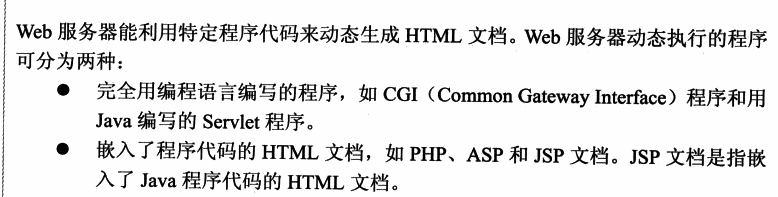 Web 服务器能利用特定程序代码来动态生成 HTML 文档。Web 服务器动态执行的程序
可分为两种：
● 完全用编程语言编写的程序，如 CGI（Common Gateway Interface）程序和用
Java 编写的 Servlet 程序。
● 嵌入了程序代码的 HTML 文档，如 PHP、ASP 和 JSP 文档。JSP 文档是指嵌
入了 Java 程序代码的 HTML 文档。